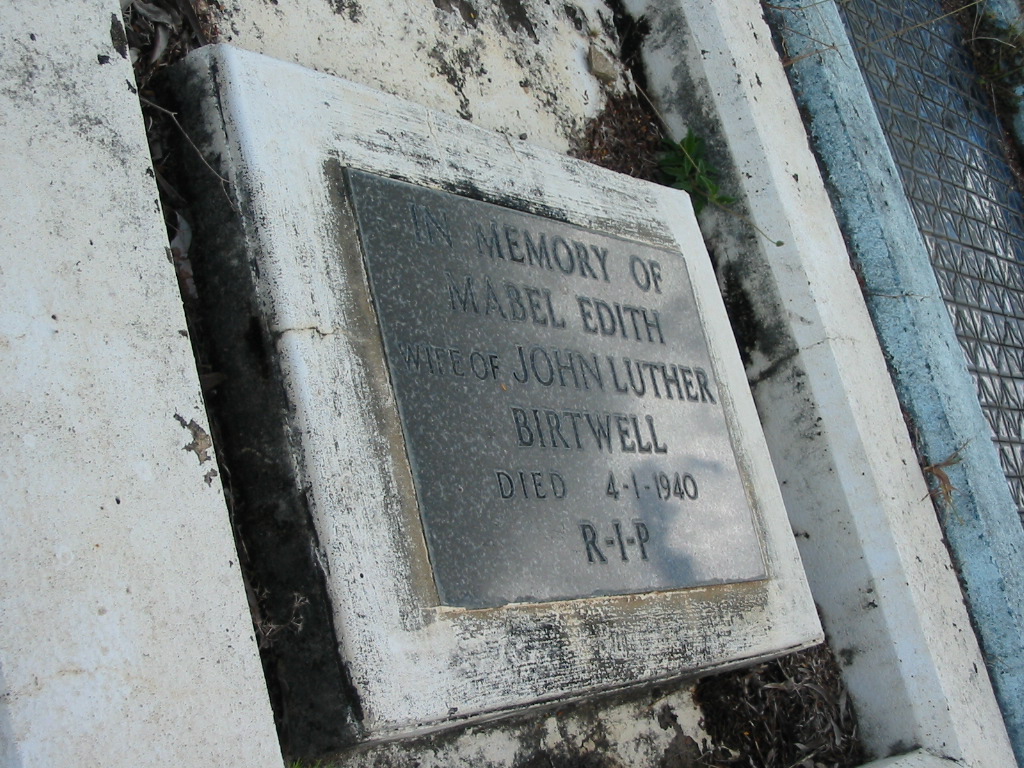 IN MEMORY OF
MABEL EDITH
WIFE OF JOHN LUTHER
BIRTWELL
DIED 4-1-1940
R-I-P